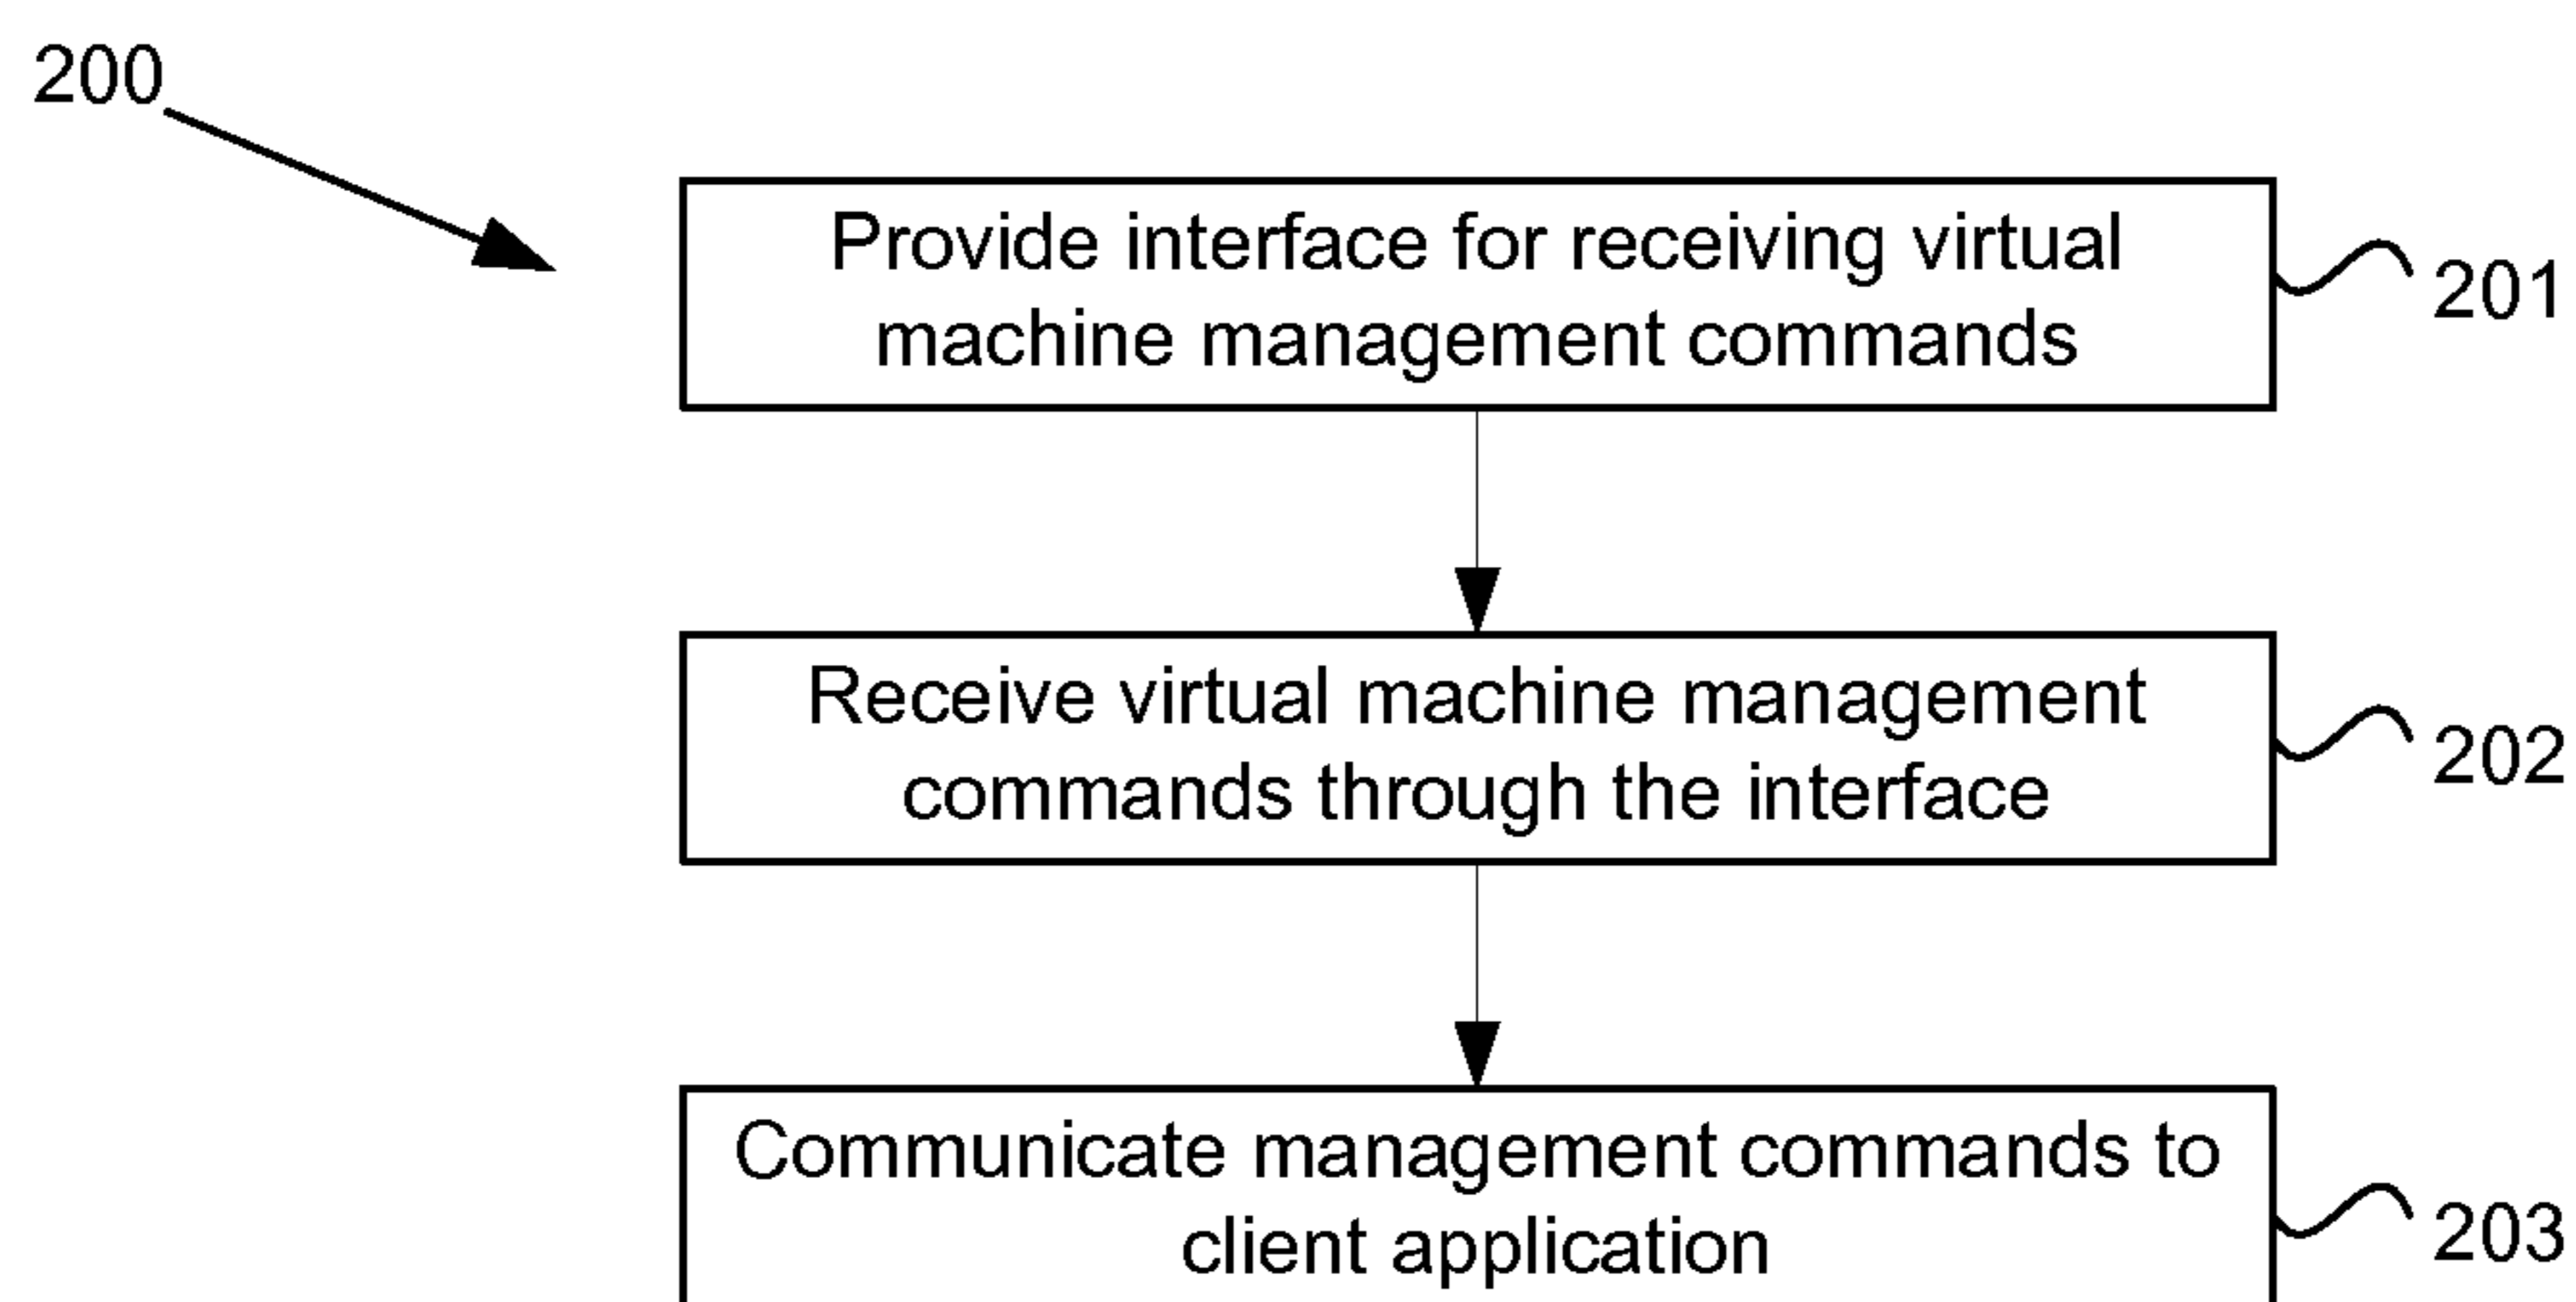 200
Provide interface for receiving virtual
machine management commands
201
Receive virtual machine management
commands through the interface
202
Communicate management commands to
client application
203